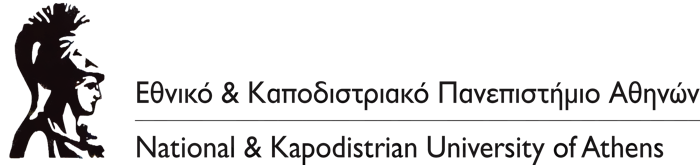 Εθνικό & Καποδιστριακό Πανεπιστήμιο Αθηνών
National & Kapodistrian University of Athens